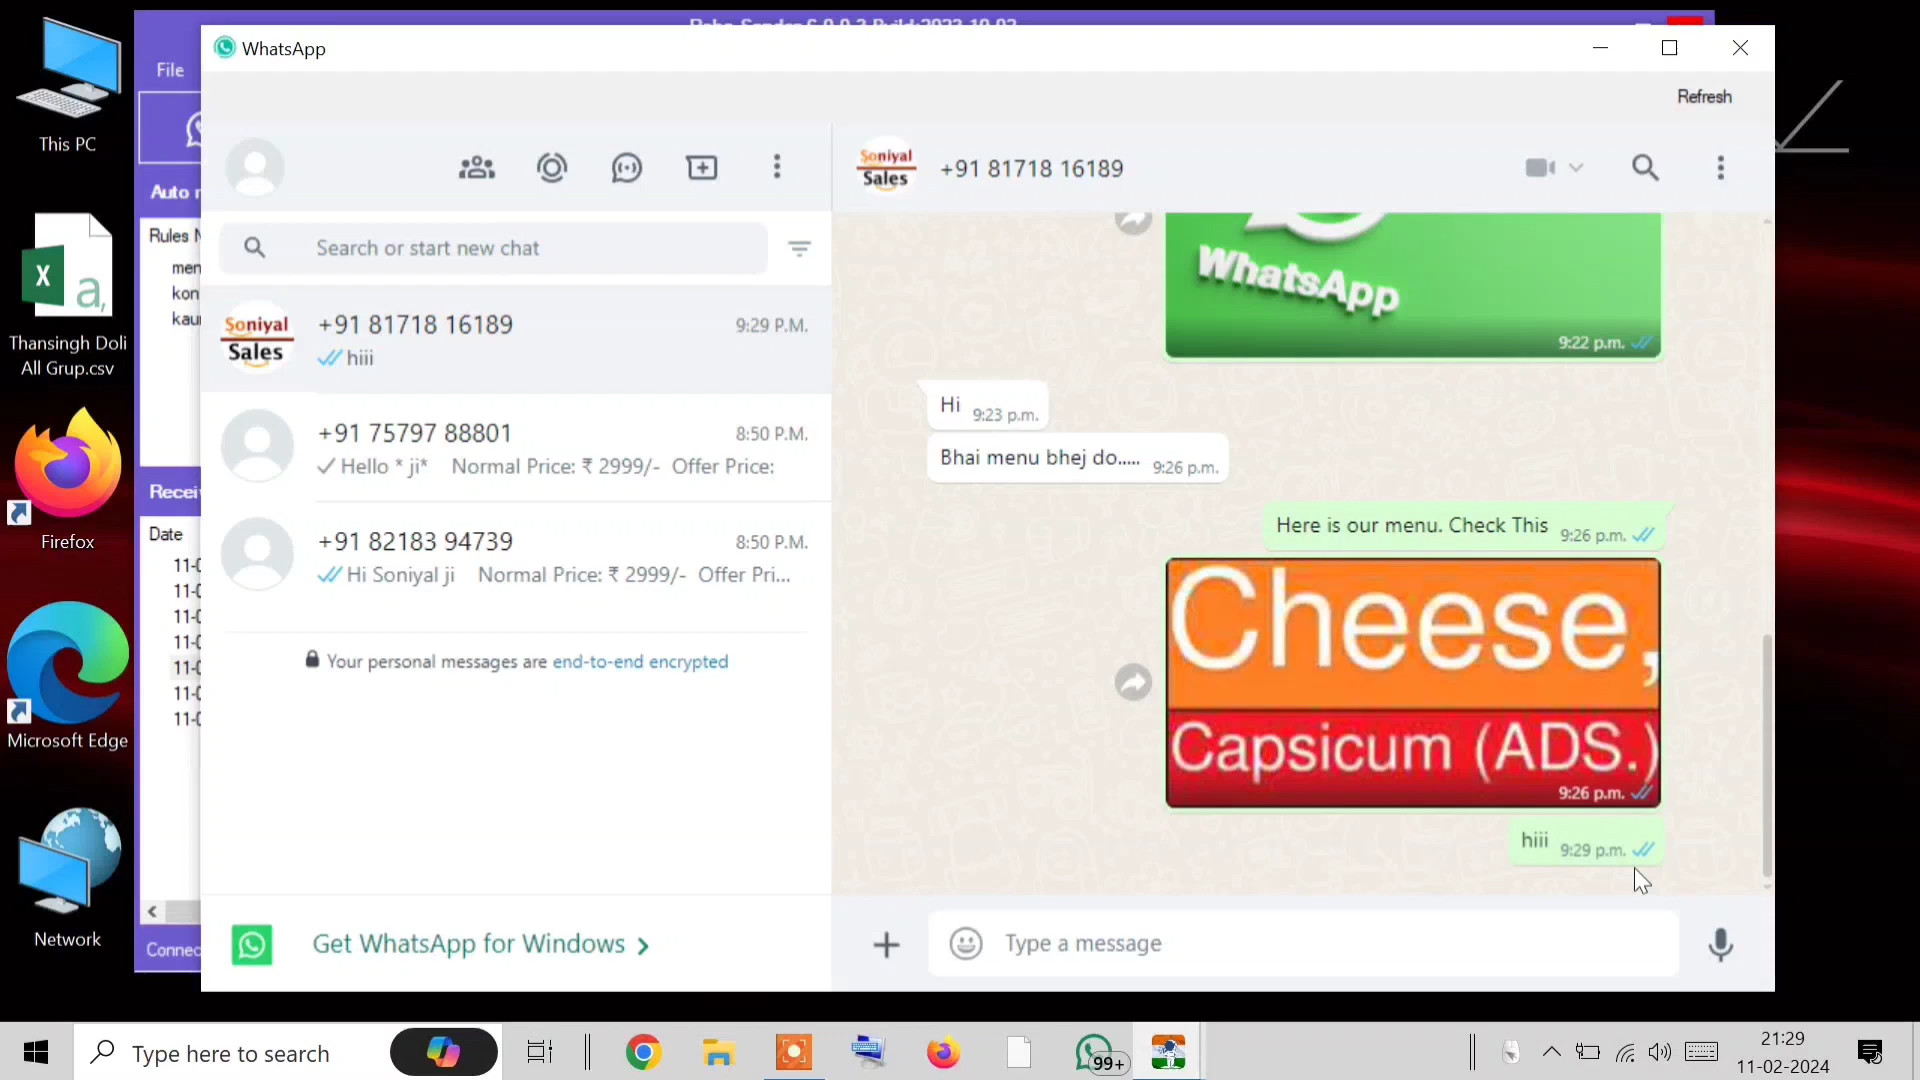 This PC
Thansingh Doli
All Grup.csv
Firefox
Microsoft Edge
Network
File
Auto
Rules
Date
WhatsApp
Refresh
Search or start new chat
Soniyal
Sales
+91 81718 16189
9:29 P.M.
hiii
+91 75797 88801
8:50 P.M.
Hello * ji* Normal Price: ₹ 2999/- Offer Price:
+91 82183 94739
8:50 P.M.
Hi Soniyal ji Normal Price: ₹ 2999/- Offer Pri...
Your personal messages are end-to-end encrypted
Get WhatsApp for Windows
Soniyal
Sales
+91 81718 16189
WhatsApp
9:22 p.m.
Hi 9:23 p.m.
Bhai menu bhej do..... 9:26 p.m.
Here is our menu. Check This 9:26 p.m.
Cheese,
Capsicum (ADS.)
9:26 p.m.
hiii 9:29 p.m.
Type a message
Type here to search
99+
21:29
11-02-2024